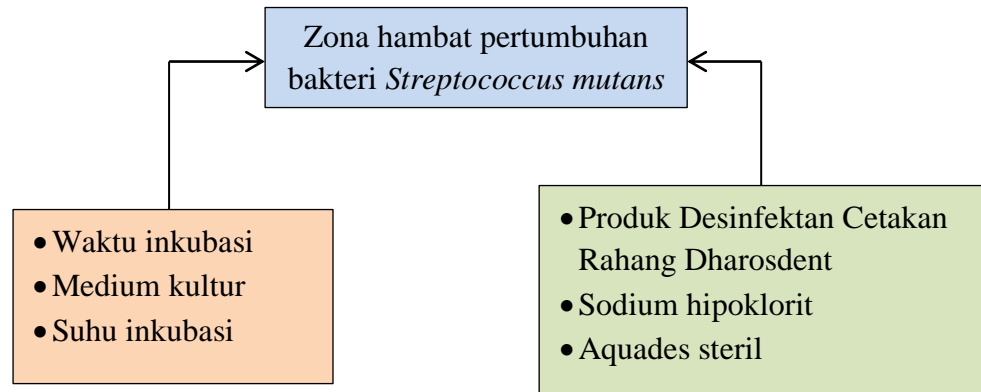 Zona hambat pertumbuhan
bakteri Streptococcus mutans
• Waktu inkubasi
• Medium kultur
• Suhu inkubasi
• Produk Desinfektan Cetakan
Rahang Dharosdent
• Sodium hipoklorit
• Aquades steril